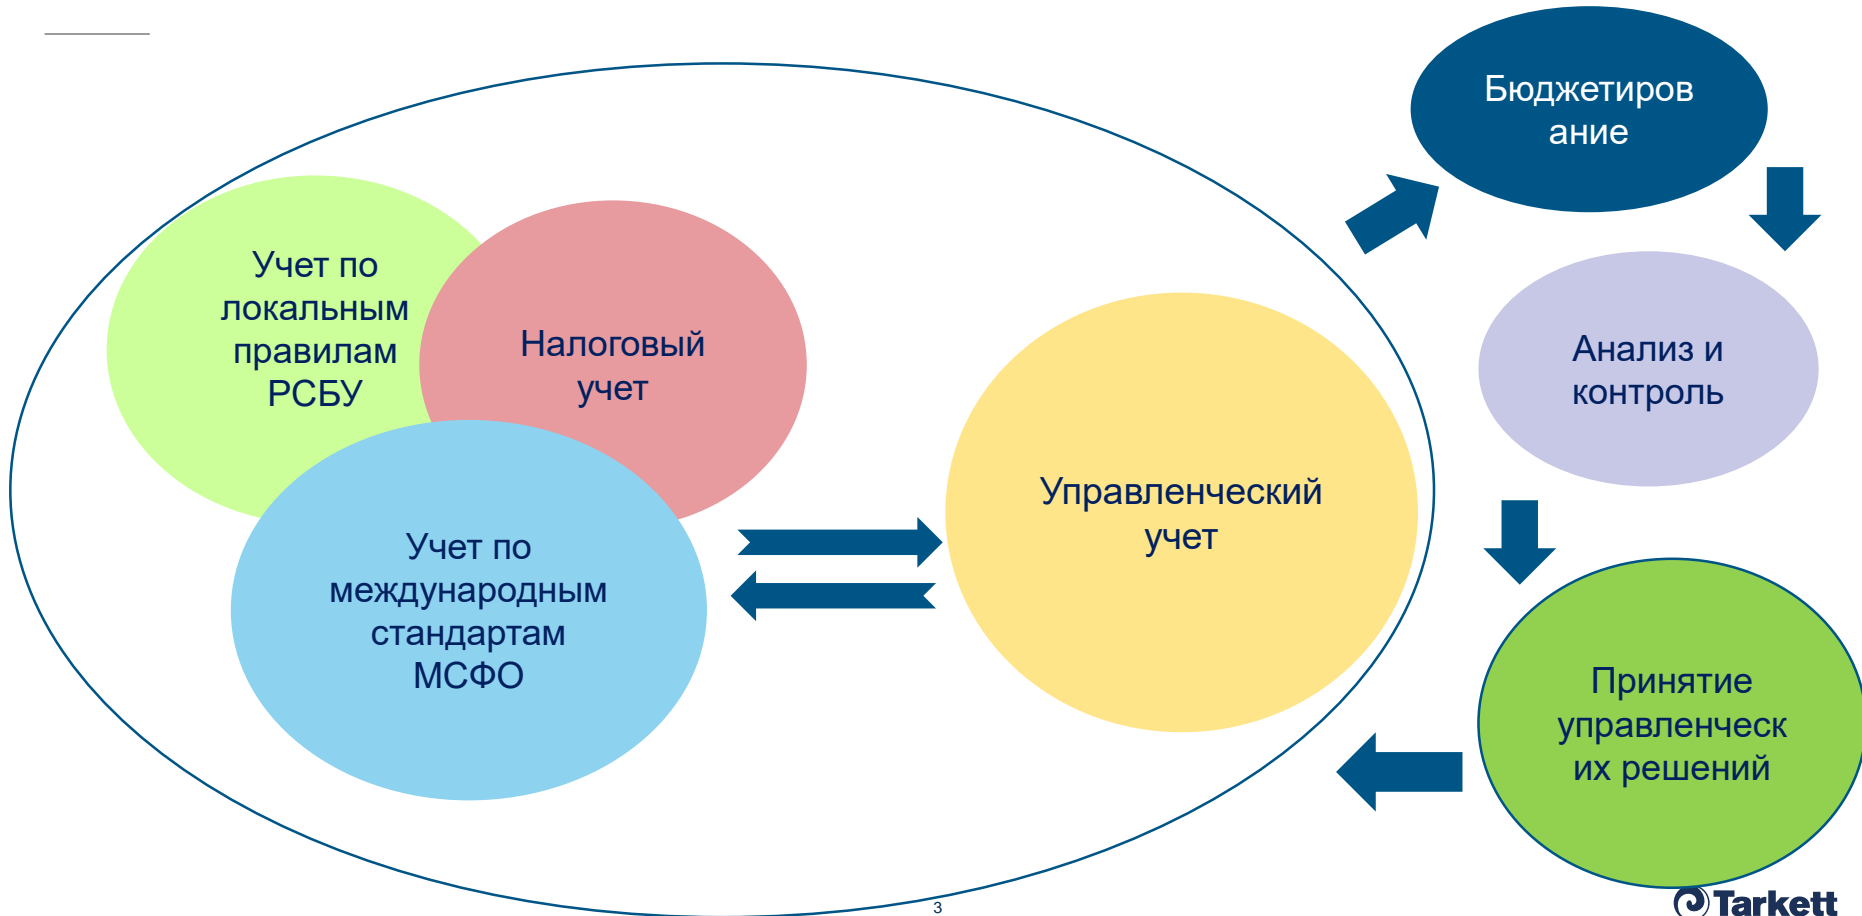 Бюджетиров
ание
Учет по
локальным
правилам
РСБУ
Налоговый
учет
Анализ и
контроль
Управленческий
учет
Учет по
международным
стандартам
МСФО
Принятие
управленческ
их решений
3
Tarkett